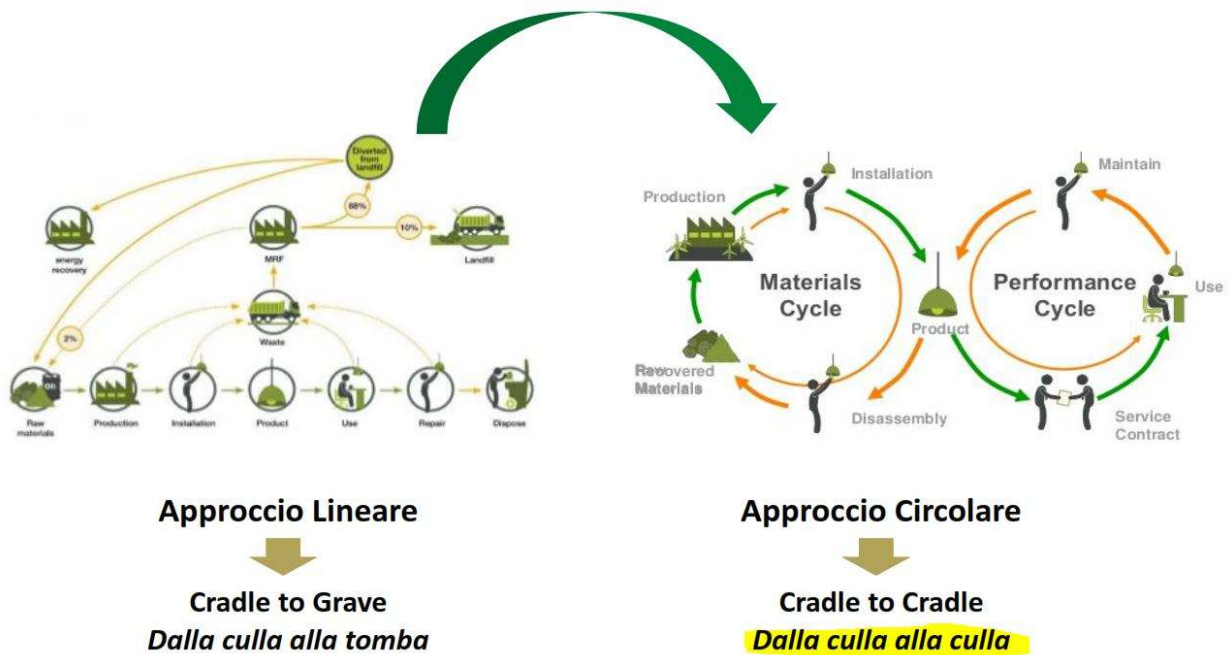 Diverted
from
landfill
88%
10%
energy
recovery
MRF
Landfill
2%
Waste
Raw
materials
Production
Installation
Product
Use
Repair
Dispose
Installation
Maintain
Production
Materials
Cycle
Performance
Cycle
Use
Product
Recovered
Materials
Disassembly
Service
Contract
Approccio Lineare
Approccio Circolare
Cradle to Grave
Dalla culla alla tomba
Cradle to Cradle
Dalla culla alla culla